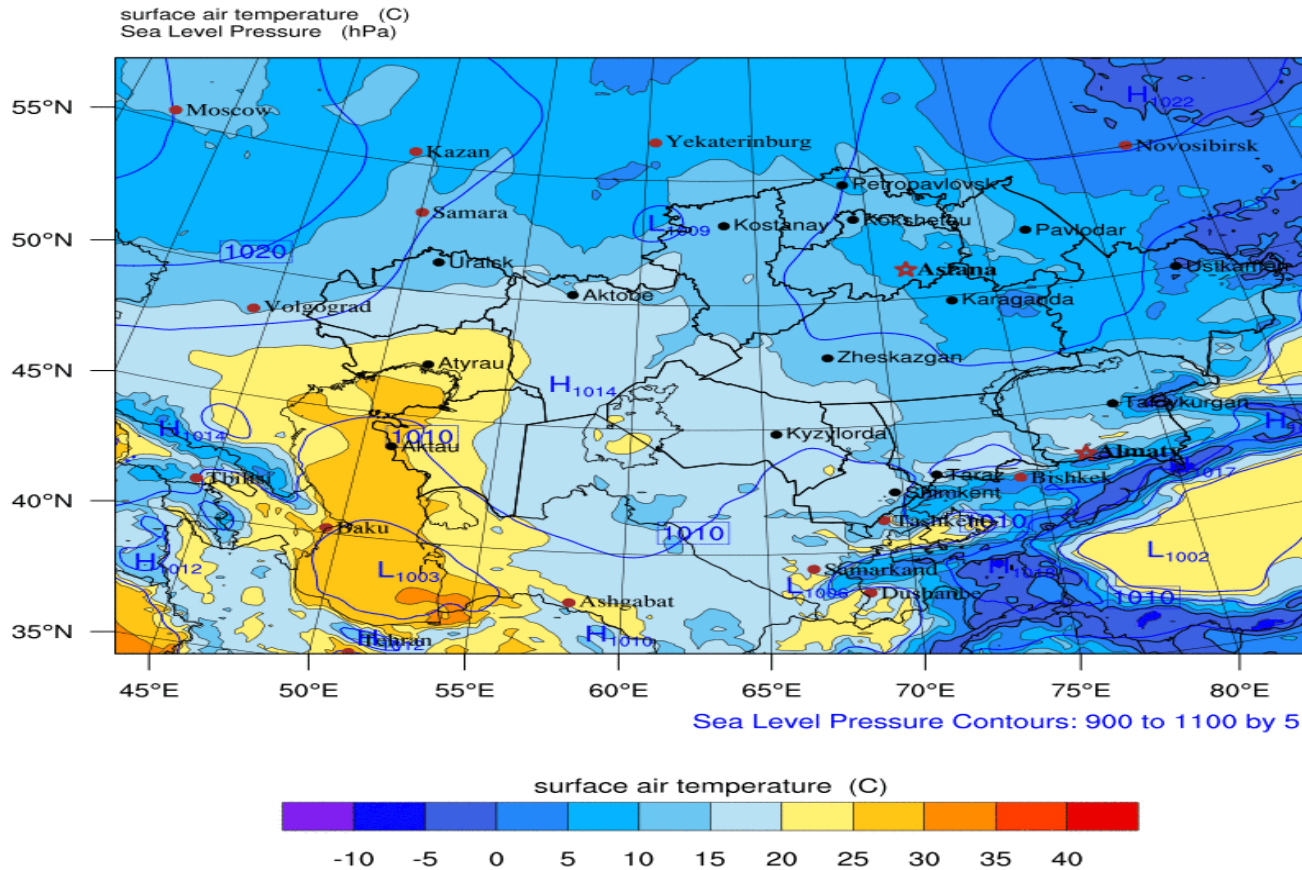 surface air temperature (C)
Sea Level Pressure (hPa)
55°N
50°N
45°N
40°N
35°N
H1022
Moscow
Kazan
Yekaterinburg
Novosibirsk
Petropavlovsk
Samara
L1009
Kostanay
Kokshetau
Pavlodar
1020
Uralsk
Astana
Aktobe
Karaganda
Volgograd
Atyrau
Zheskazgan
H1014
Taldykurgan
H1014
1010
Aktau
Kyzylorda
Almaty
Tbilisi
Taraz
Bishkek
Shimkent
Baku
Tashkent
1010
L1002
H1012
L1003
Samarkand
Dushanbe
1010
Ashgabat
H1010
Tehran
45°E
50°E
55°E
60°E
65°E
70°E
75°E
80°E
Sea Level Pressure Contours: 900 to 1100 by 5
surface air temperature (C)
-10 -5 0 5 10 15 20 25 30 35 40